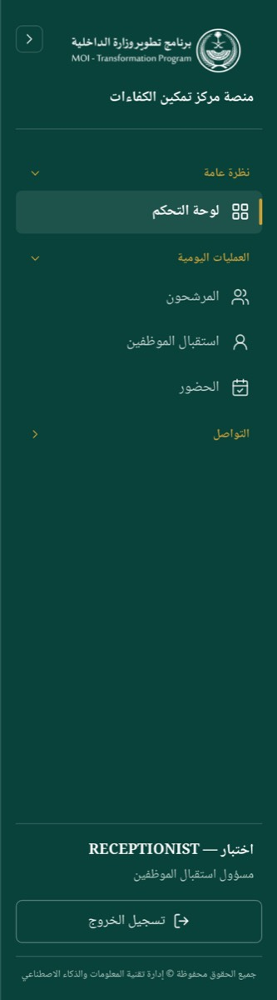 برنامج تطوير وزارة الداخلية
MOI - Transformation Program
منصة مركز تمكين الكفاءات
نظرة عامة
لوحة التحكم
العمليات اليومية
المرشحون
استقبال الموظفين
الحضور
التواصل
اختبار — RECEPTIONIST
مسؤول استقبال الموظفين
تسجيل الخروج
جميع الحقوق محفوظة © إدارة تقنية المعلومات والذكاء الاصطناعي